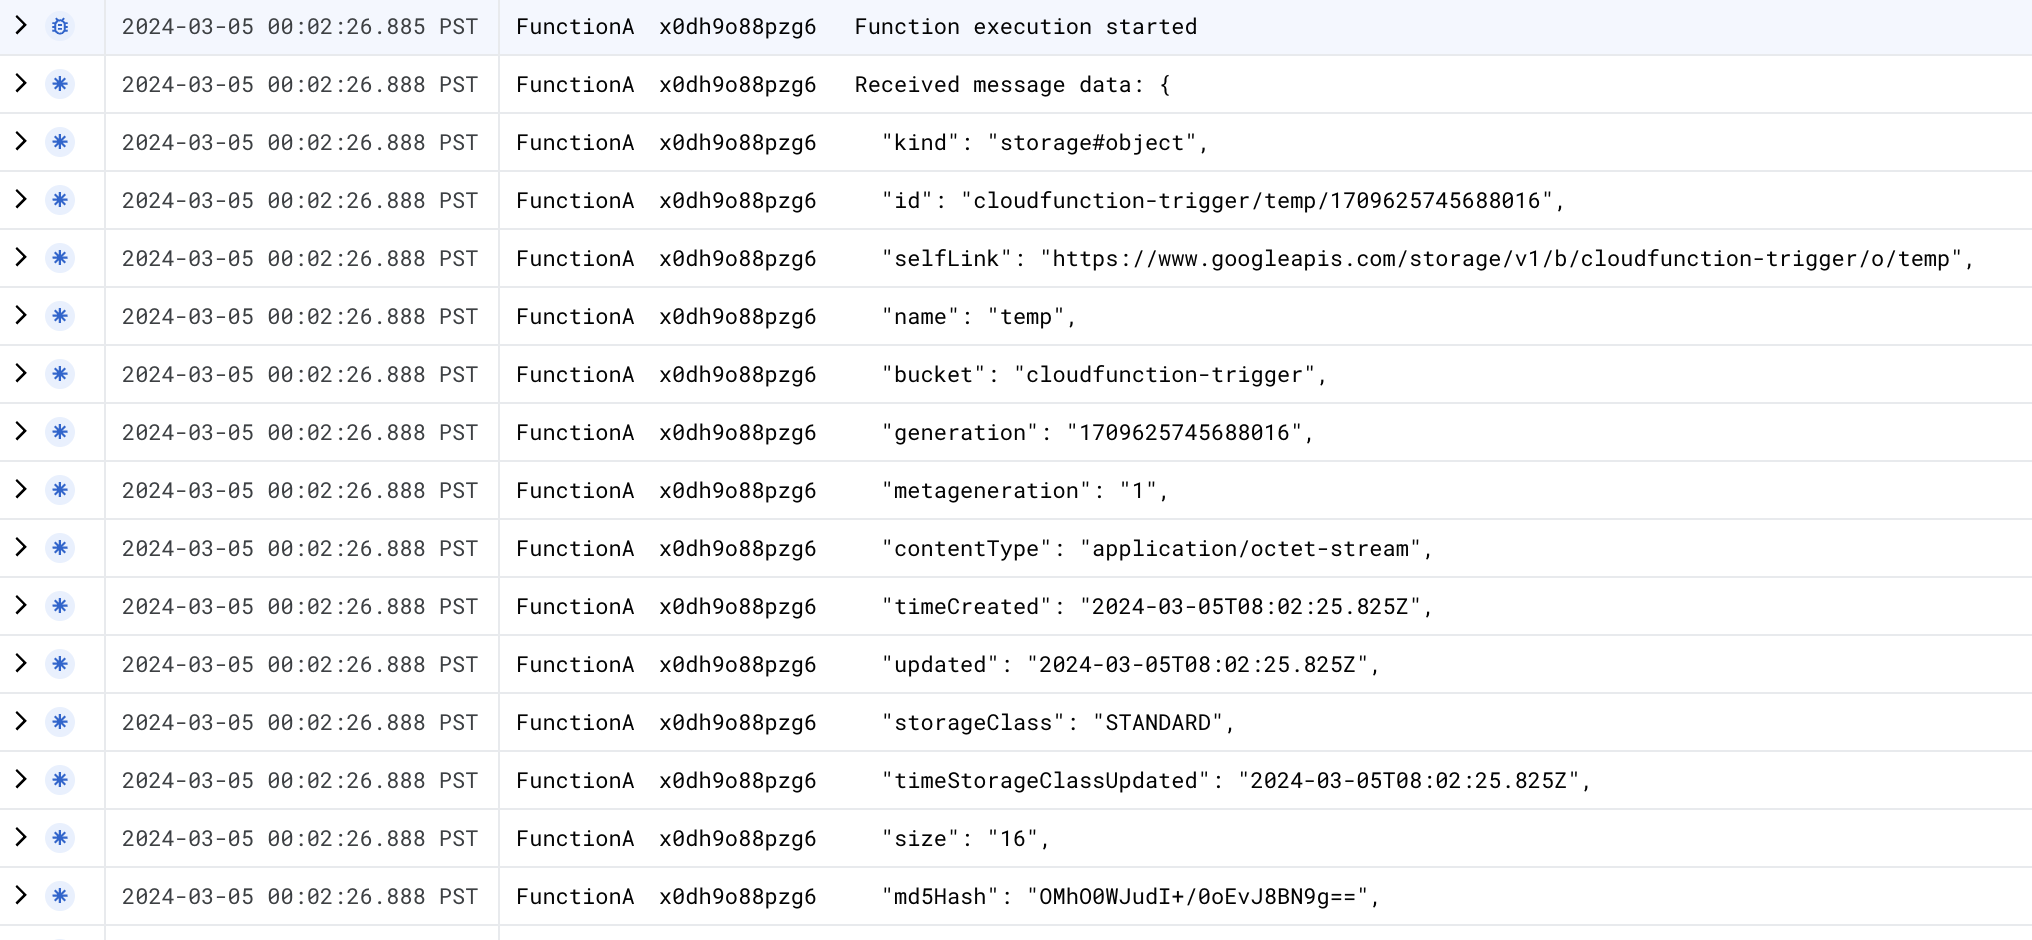 2024-03-05 00:02:26.885 PST FunctionA x0dh9o88pzg6 Function execution started
2024-03-05 00:02:26.888 PST FunctionA x0dh9o88pzg6 Received message data: {
2024-03-05 00:02:26.888 PST FunctionA x0dh9o88pzg6 "kind": "storage#object",
2024-03-05 00:02:26.888 PST FunctionA x0dh9o88pzg6 "id": "cloudfunction-trigger/temp/1709625745688016",
2024-03-05 00:02:26.888 PST FunctionA x0dh9o88pzg6 "selfLink": "https://www.googleapis.com/storage/v1/b/cloudfunction-trigger/o/temp",
2024-03-05 00:02:26.888 PST FunctionA x0dh9o88pzg6 "name": "temp",
2024-03-05 00:02:26.888 PST FunctionA x0dh9o88pzg6 "bucket": "cloudfunction-trigger",
2024-03-05 00:02:26.888 PST FunctionA x0dh9o88pzg6 "generation": "1709625745688016",
2024-03-05 00:02:26.888 PST FunctionA x0dh9o88pzg6 "metageneration": "1",
2024-03-05 00:02:26.888 PST FunctionA x0dh9o88pzg6 "contentType": "application/octet-stream",
2024-03-05 00:02:26.888 PST FunctionA x0dh9o88pzg6 "timeCreated": "2024-03-05T08:02:25.825Z",
2024-03-05 00:02:26.888 PST FunctionA x0dh9o88pzg6 "updated": "2024-03-05T08:02:25.825Z",
2024-03-05 00:02:26.888 PST FunctionA x0dh9o88pzg6 "storageClass": "STANDARD",
2024-03-05 00:02:26.888 PST FunctionA x0dh9o88pzg6 "timeStorageClassUpdated": "2024-03-05T08:02:25.825Z",
2024-03-05 00:02:26.888 PST FunctionA x0dh9o88pzg6 "size": "16",
2024-03-05 00:02:26.888 PST FunctionA x0dh9o88pzg6 "md5Hash": "OMhO0WJudI+/0oEvJ8BN9g==",